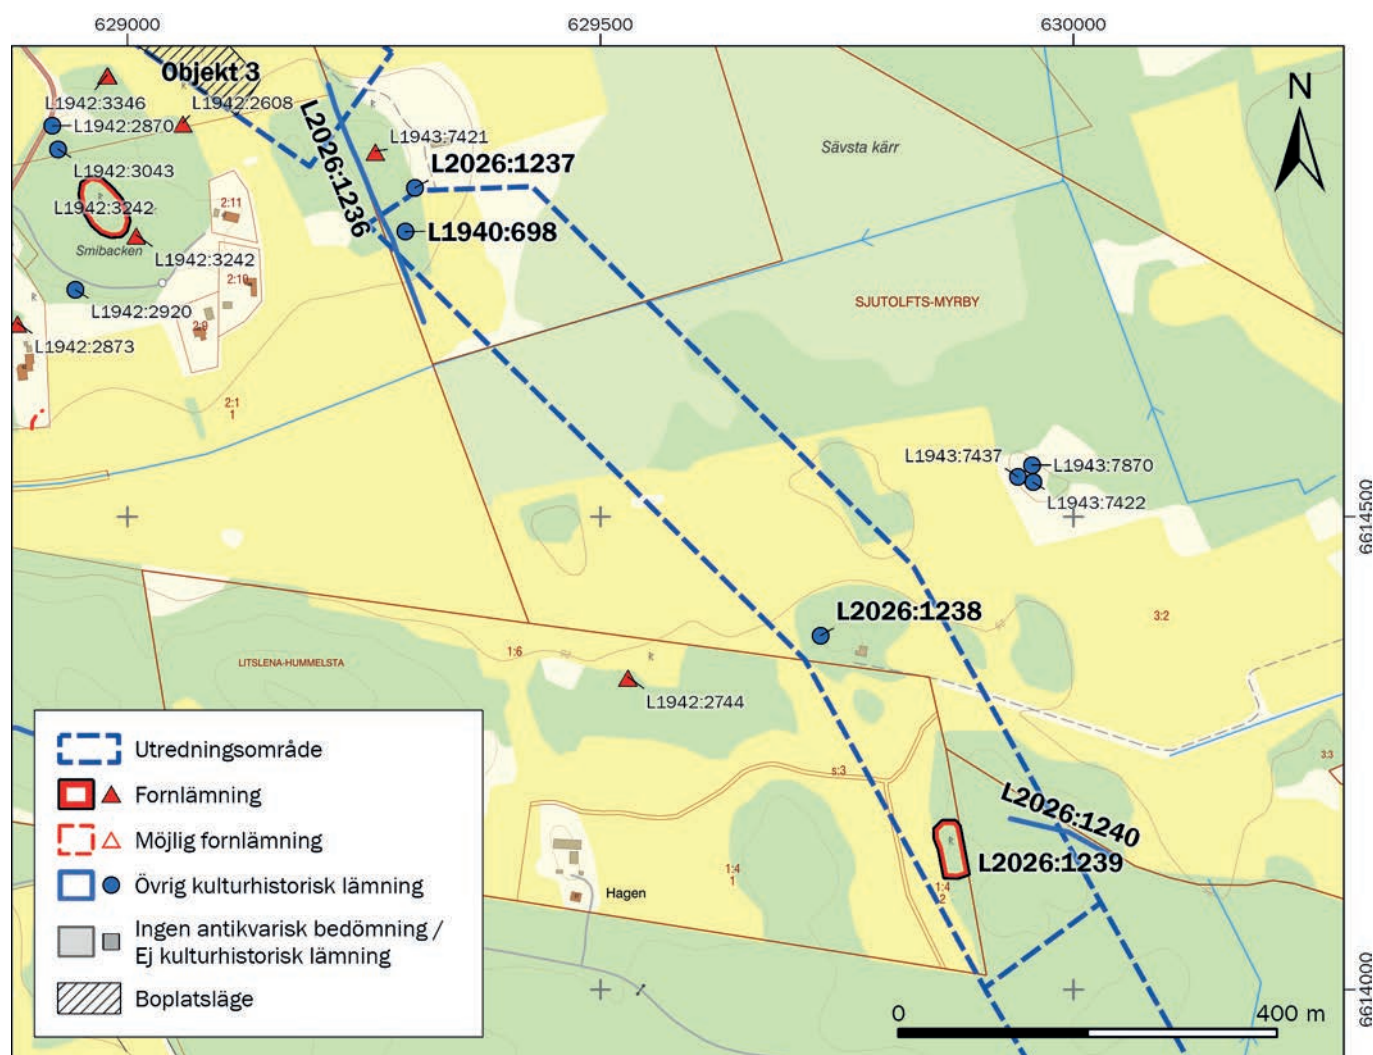 629000
629500
630000
Objekt 3
L1942:3346
L1942:2608
L1942:2870
L1942:3043
L1942:3242
Smibacken
L1942:3242
L1942:2920
L1942:2873
2:11
2:10
2:9
2:1
1
L2026:1236
L1943:7421
L2026:1237
L1940:698
Sävsta kärr
N
SJUTOLFTS-MYRBY
L1943:7437
L1943:7870
L1943:7422
6614500
L2026:1238
3:2
LITSLENA-HUMMELSTA
1:6
R
L1942:2744
s:3
3:3
L2026:1240
L2026:1239
R
1:4
1
1:4
2
Hagen
6614000
Utredningsområde
Fornlämning
Möjlig fornlämning
Övrig kulturhistorisk lämning
Ingen antikvarisk bedömning /
Ej kulturhistorisk lämning
Boplatsläge
0
400 m